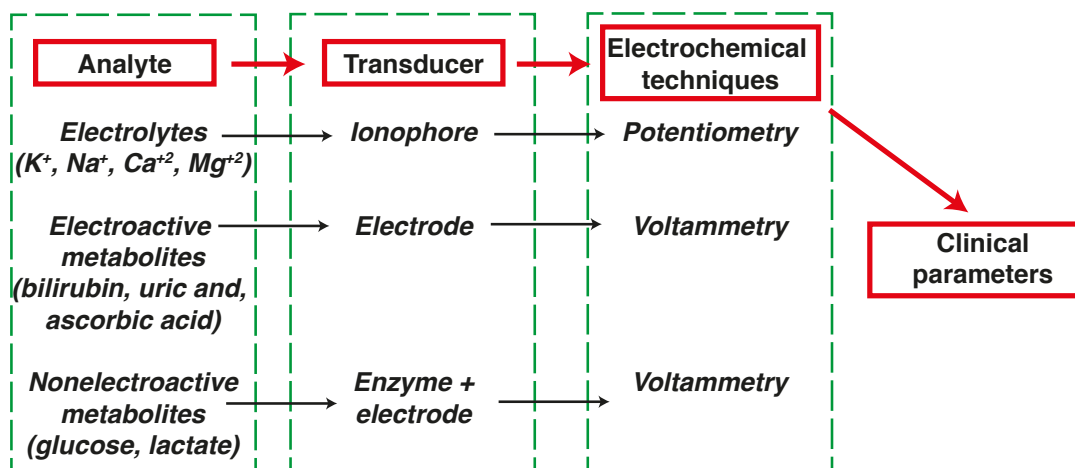 Analyte
Transducer
Electrochemical
techniques
Electrolytes
(K+, Na+, Ca+2, Mg+2)
Ionophore
Potentiometry
Electroactive
metabolites
(bilirubin, uric and,
ascorbic acid)
Electrode
Voltammetry
Nonelectroactive
metabolites
(glucose, lactate)
Enzyme +
electrode
Voltammetry
Clinical
parameters